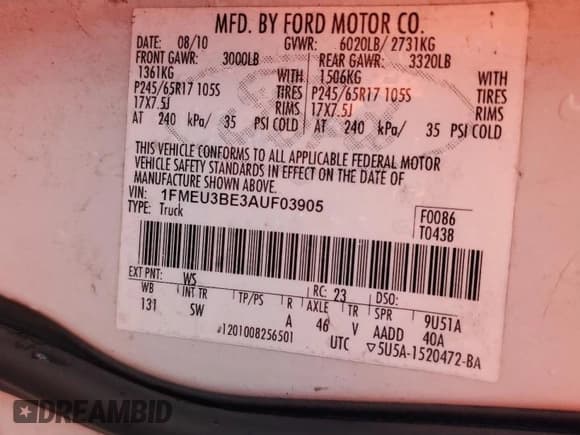 MFD. BY FORD MOTOR CO.
DATE: 08/10 GVWR: 6020LB/ 2731KG
FRONT GAWR: 3000LB REAR GAWR: 3320LB
1361KG WITH 1506KG WITH
P245/65R17 105S TIRES P245/65R17 105S TIRES
17X7.5J RIMS 17X7.5J RIMS
AT 240 kPa/ 35 PSI COLD AT 240 kPa/ 35 PSI COLD
THIS VEHICLE CONFORMS TO ALL APPLICABLE FEDERAL MOTOR
VEHICLE SAFETY STANDARDS IN EFFECT ON THE DATE OF
MANUFACTURE SHOWN ABOVE.
VIN: 1FMEU3BE3AUF03905 F0086
TYPE: Truck T0438
EXT PNT: WS RC: 23 DSO:
WB INT TR TP/PS R AXLE TR SPR 9U51A
131 SW A 46 V AADD 40A
#1201008256501 UTC ▽5U5A-1520472-BA
DREAMBID